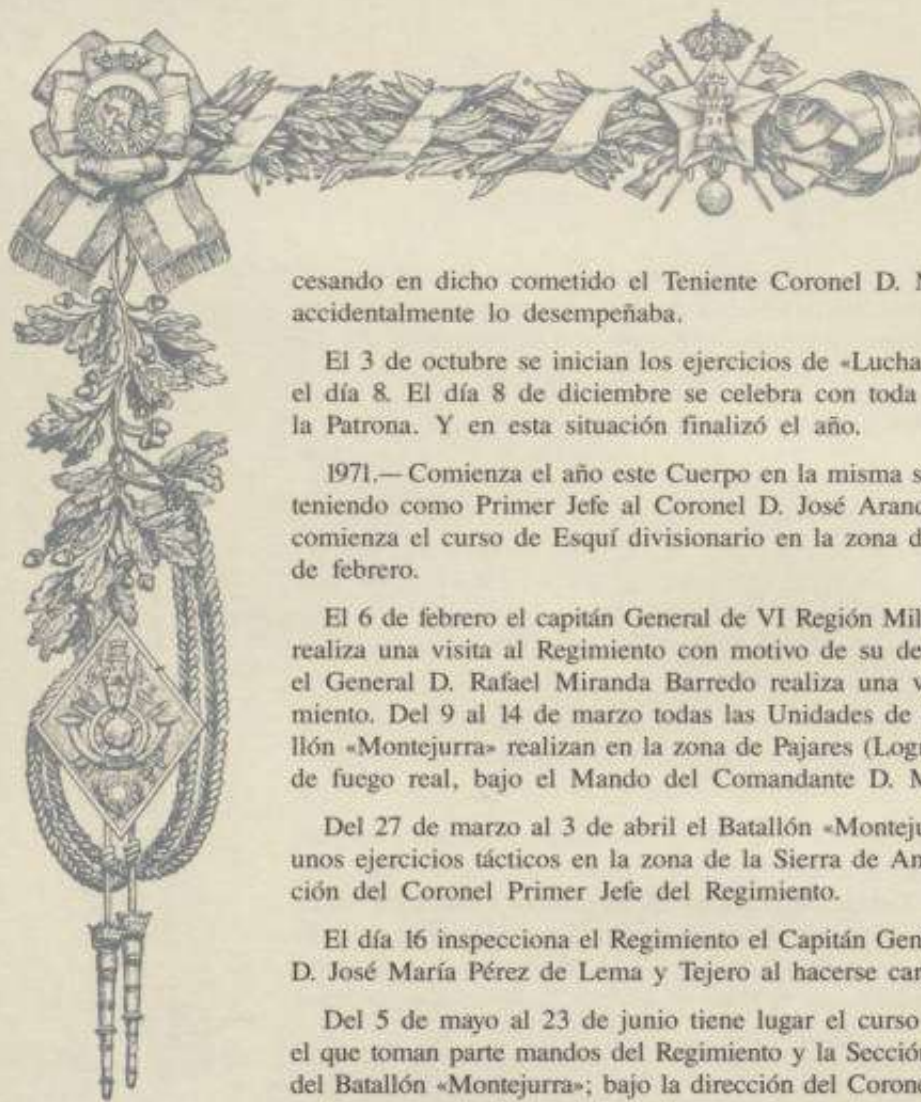 cesando en dicho cometido el Teniente Coronel D.
accidentalmente lo desempeñaba.
El 3 de octubre se inician los ejercicios de «Lucha
el día 8. El día 8 de diciembre se celebra con toda
la Patrona. Y en esta situación finalizó el año.
1971.— Comienza el año este Cuerpo en la misma s
teniendo como Primer Jefe al Coronel D. José Aran
comienza el curso de Esquí divisionario en la zona d
de febrero.
El 6 de febrero el capitán General de VI Región Mil
realiza una visita al Regimiento con motivo de su de
el General D. Rafael Miranda Barredo realiza una v
miento. Del 9 al 14 de marzo todas las Unidades de
llón «Montejurra» realizan en la zona de Pajares (Log
de fuego real, bajo el Mando del Comandante D. M
Del 27 de marzo al 3 de abril el Batallón «Monteju
unos ejercicios tácticos en la zona de la Sierra de An
ción del Coronel Primer Jefe del Regimiento.
El día 16 inspecciona el Regimiento el Capitán Gen
D. José María Pérez de Lema y Tejero al hacerse car
Del 5 de mayo al 23 de junio tiene lugar el curso
el que toman parte mandos del Regimiento y la Sección
del Batallón «Montejurra»; bajo la dirección del Coron